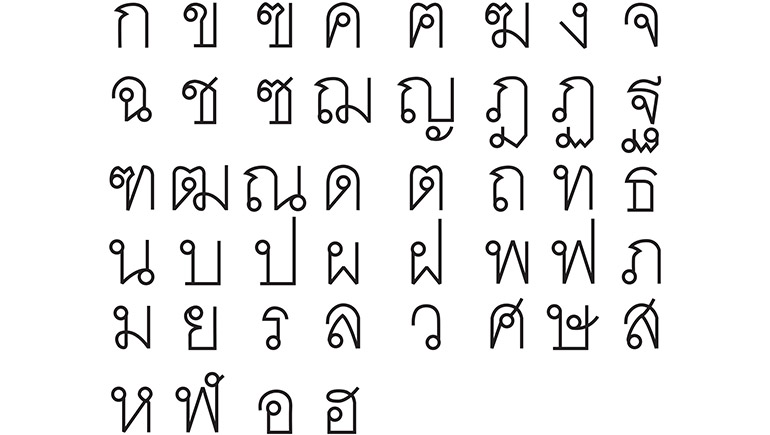 ก ข ฃ ค ฅ ฆ ง จ
ฉ ช ซ ฌ ญ ฎ ฏ ฐ
ฑ ฒ ณ ด ต ถ ท ธ
น บ ป ผ ฝ พ ฟ ภ
ม ย ร ล ว ศ ษ ส
ห ฬ อ ฮ